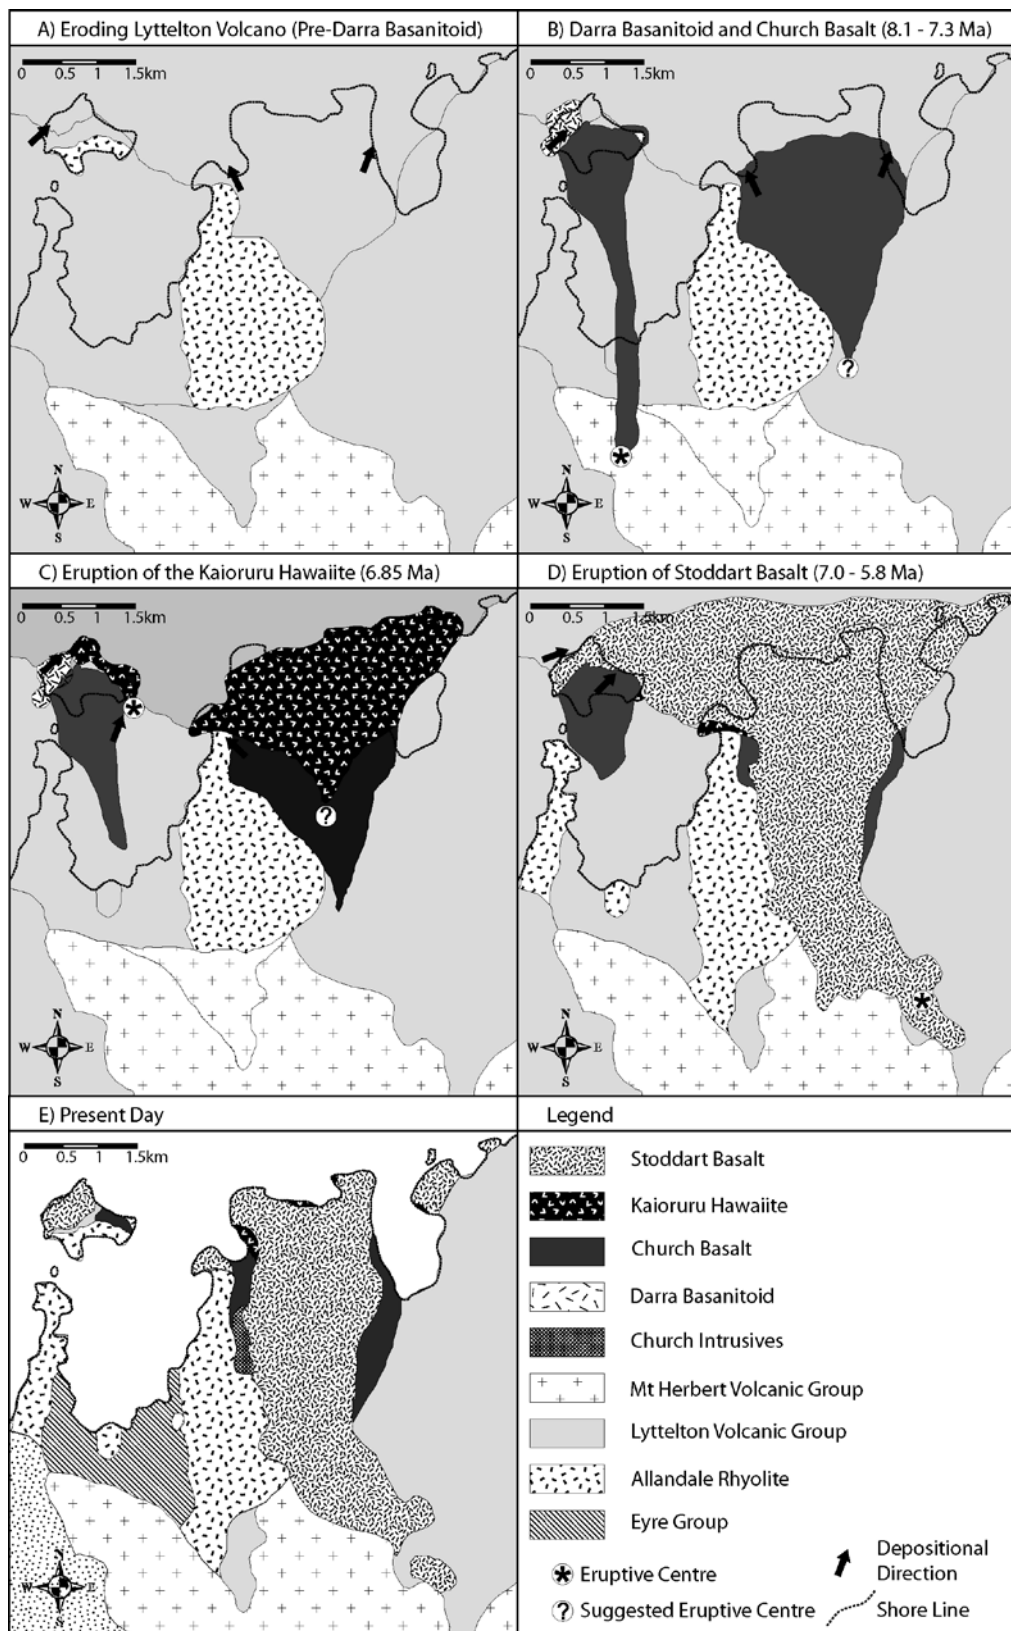 A) Eroding Lyttelton Volcano (Pre-Darra Basanitoid)
0 0.5 1 1.5km
N
W E
S
B) Darra Basanitoid and Church Basalt (8.1 - 7.3 Ma)
0 0.5 1 1.5km
?
*
N
W E
S
C) Eruption of the Kaioruru Hawaiite (6.85 Ma)
0 0.5 1 1.5km
*
?
N
W E
S
D) Eruption of Stoddart Basalt (7.0 - 5.8 Ma)
0 0.5 1 1.5km
*
N
W E
S
E) Present Day
0 0.5 1 1.5km
N
W E
S
Legend
Stoddart Basalt
Kaioruru Hawaiite
Church Basalt
Darra Basanitoid
Church Intrusives
Mt Herbert Volcanic Group
Lyttelton Volcanic Group
Allandale Rhyolite
Eyre Group
* Eruptive Centre
? Suggested Eruptive Centre
Depositional
Direction
Shore Line